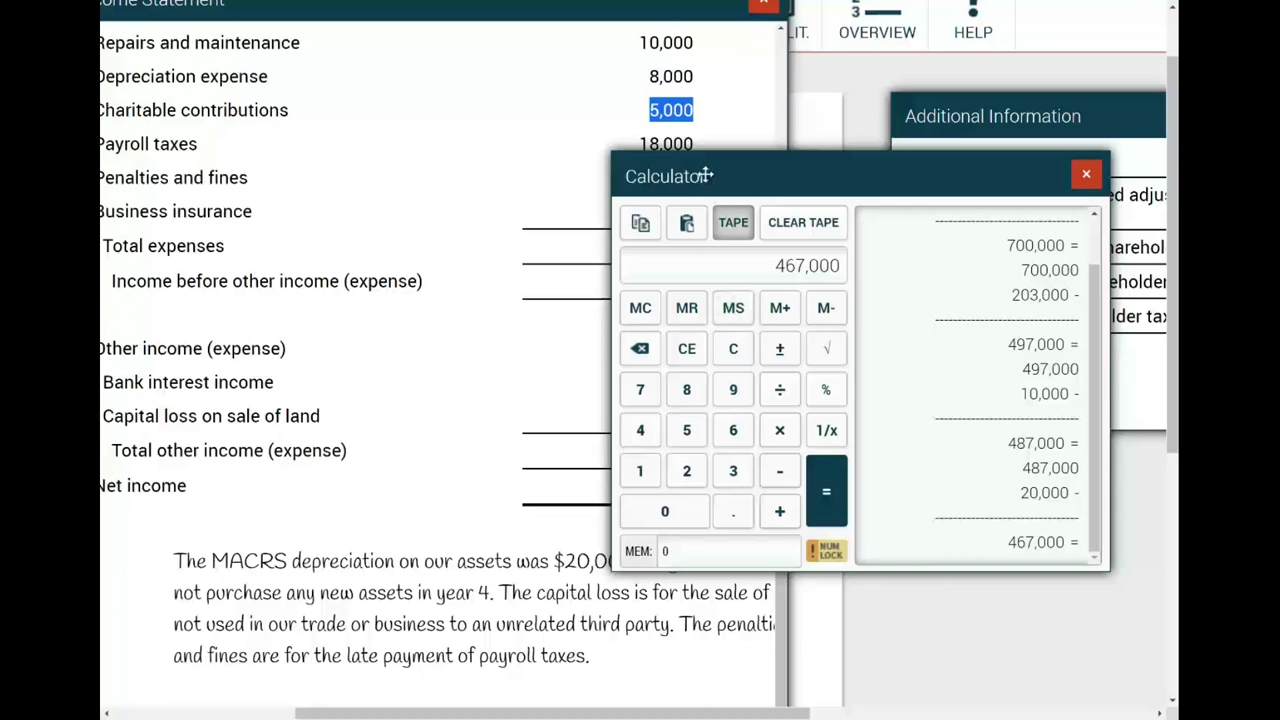 ome Statement
Repairs and maintenance 10,000
Depreciation expense 8,000
Charitable contributions 5,000
Payroll taxes 18,000
Penalties and fines
Business insurance
Total expenses
Income before other income (expense)
Other income (expense)
Bank interest income
Capital loss on sale of land
Total other income (expense)
Net income
The MACRS depreciation on our assets was $20,0
not purchase any new assets in year 4. The capital loss is for the sale of
not used in our trade or business to an unrelated third party. The penalti
and fines are for the late payment of payroll taxes.
LIT.
OVERVIEW
HELP
Additional Information
ed adju
harehol
eholder
lder tax
Calculator
TAPE CLEAR TAPE
467,000
MC MR MS M+ M-
CE C ± √
7 8 9 ÷ %
4 5 6 × 1/x
1 2 3 - =
0 . +
MEM: 0
! NUM LOCK
700,000 =
700,000
203,000 -
497,000 =
497,000
10,000 -
487,000 =
487,000
20,000 -
467,000 =